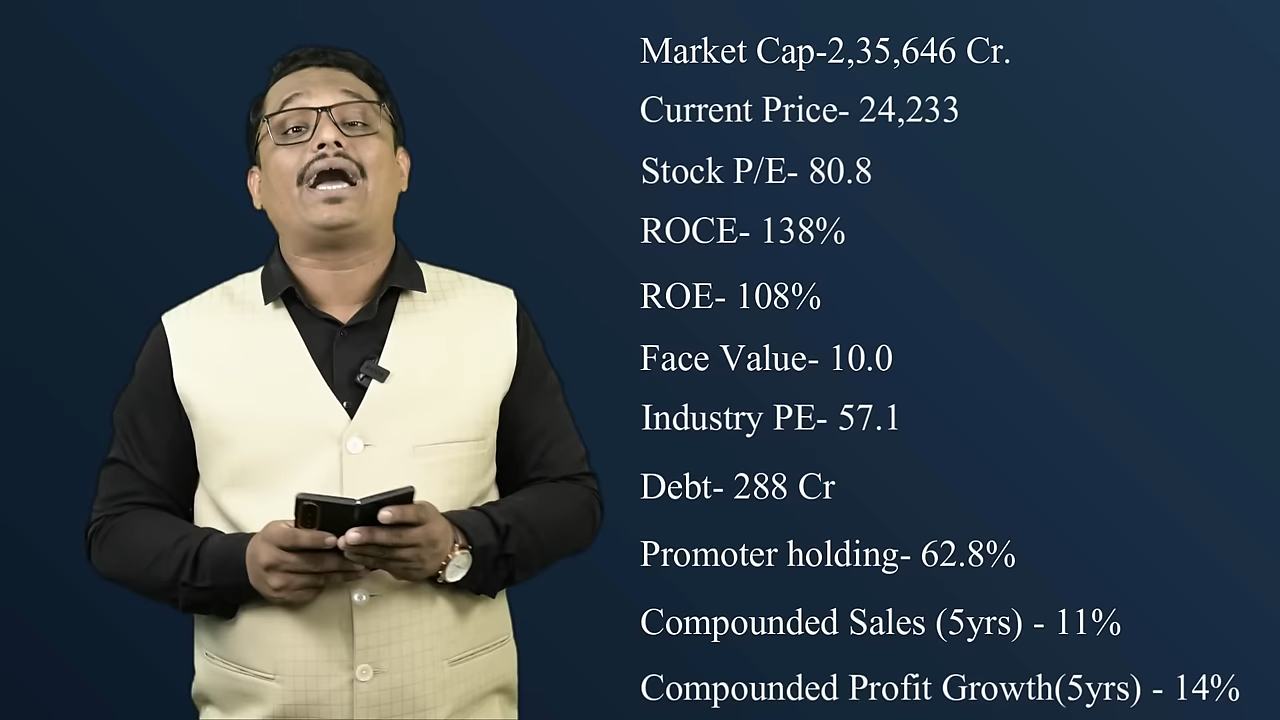 Market Cap-2,35,646 Cr.
Current Price- 24,233
Stock P/E- 80.8
ROCE- 138%
ROE- 108%
Face Value- 10.0
Industry PE- 57.1
Debt- 288 Cr
Promoter holding- 62.8%
Compounded Sales (5yrs) - 11%
Compounded Profit Growth(5yrs) - 14%